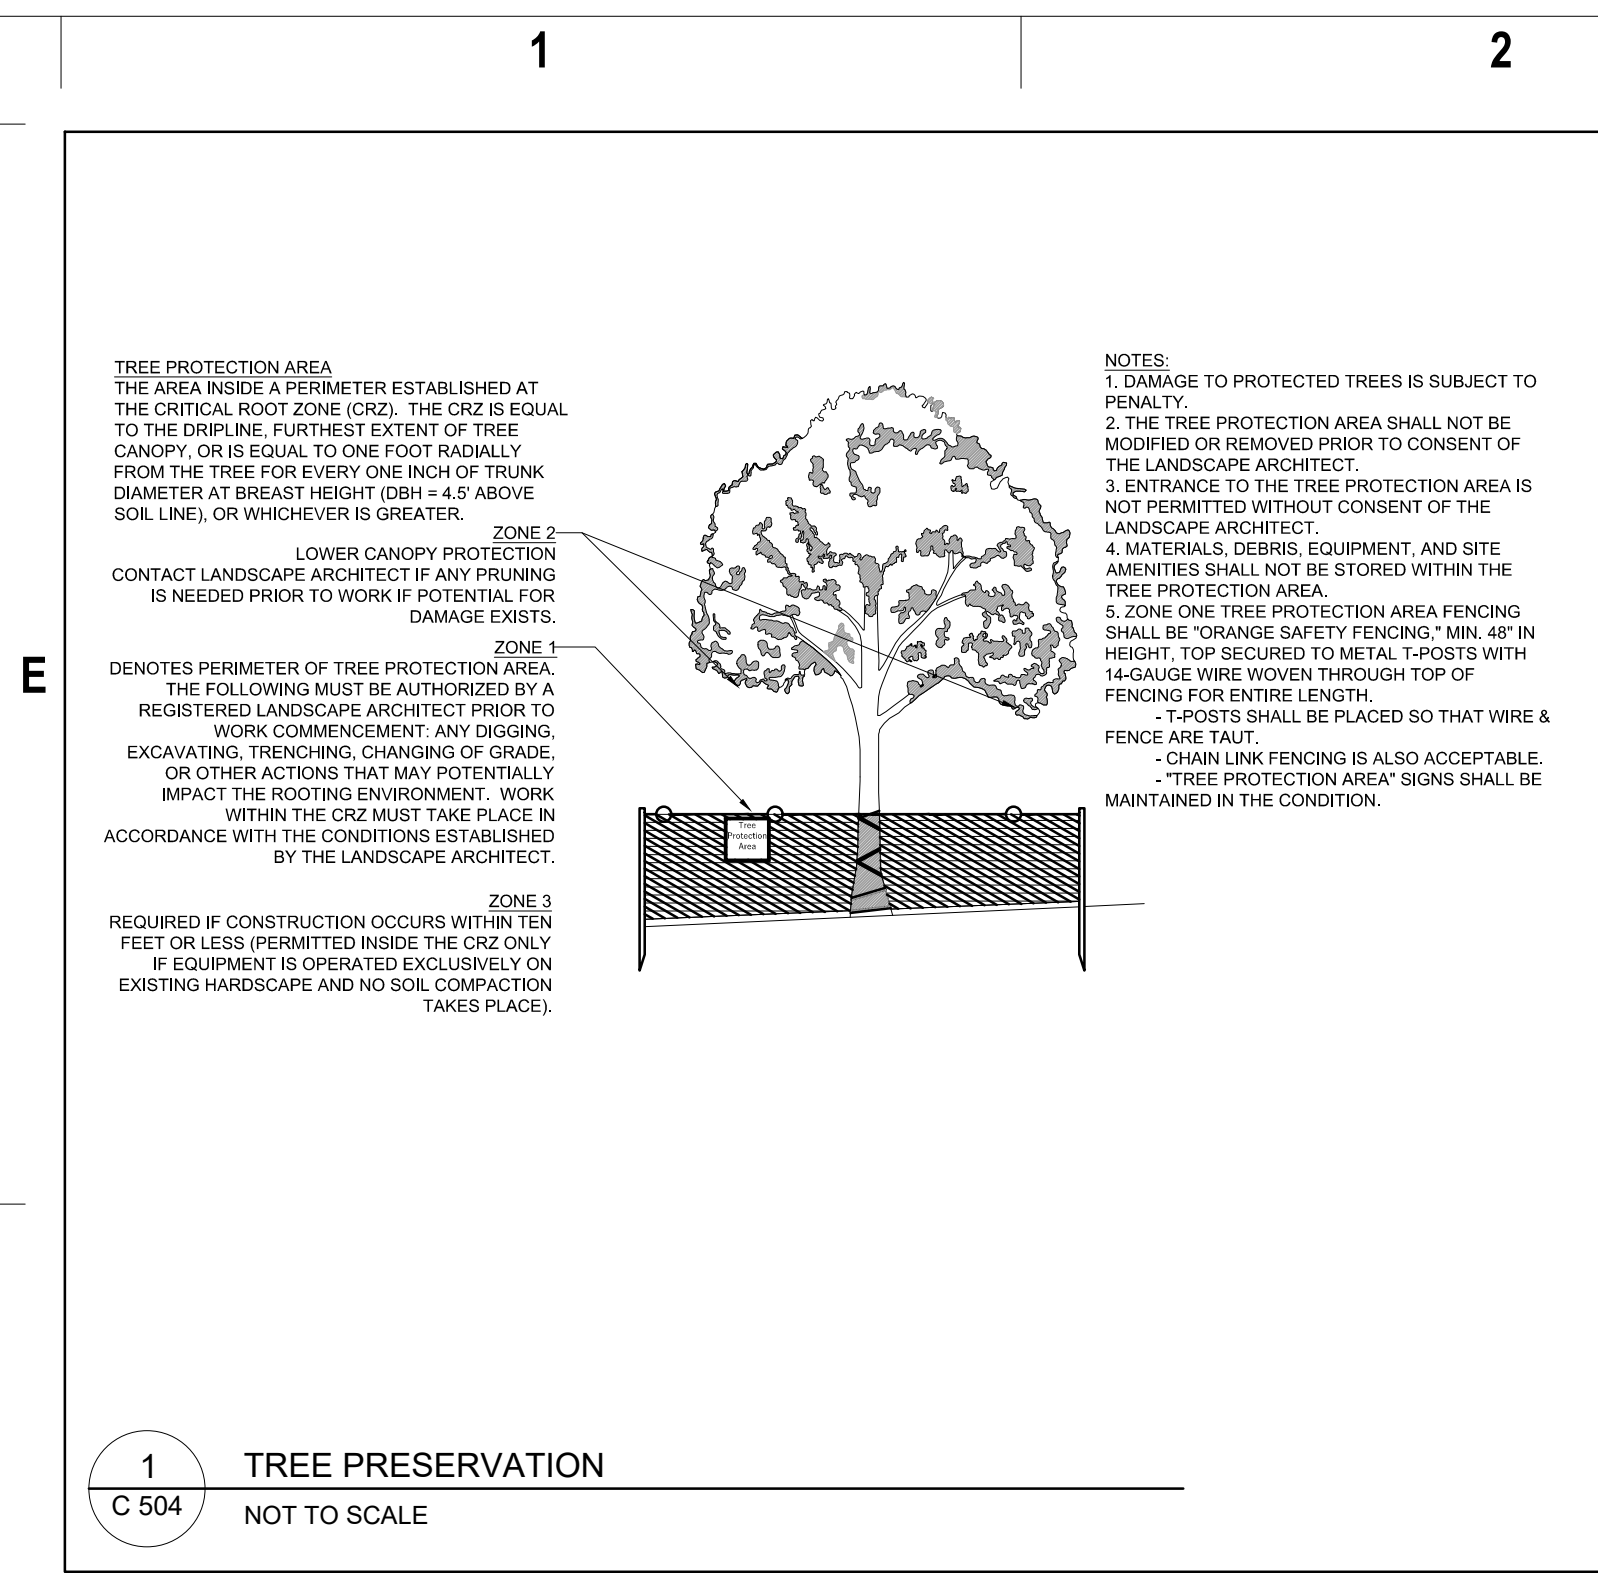 1
2
E
TREE PROTECTION AREA
THE AREA INSIDE A PERIMETER ESTABLISHED AT
THE CRITICAL ROOT ZONE (CRZ). THE CRZ IS EQUAL
TO THE DRIPLINE, FURTHEST EXTENT OF TREE
CANOPY, OR IS EQUAL TO ONE FOOT RADIALLY
FROM THE TREE FOR EVERY ONE INCH OF TRUNK
DIAMETER AT BREAST HEIGHT (DBH = 4.5' ABOVE
SOIL LINE), OR WHICHEVER IS GREATER.
ZONE 2
LOWER CANOPY PROTECTION
CONTACT LANDSCAPE ARCHITECT IF ANY PRUNING
IS NEEDED PRIOR TO WORK IF POTENTIAL FOR
DAMAGE EXISTS.
ZONE 1
DENOTES PERIMETER OF TREE PROTECTION AREA.
THE FOLLOWING MUST BE AUTHORIZED BY A
REGISTERED LANDSCAPE ARCHITECT PRIOR TO
WORK COMMENCEMENT: ANY DIGGING,
EXCAVATING, TRENCHING, CHANGING OF GRADE,
OR OTHER ACTIONS THAT MAY POTENTIALLY
IMPACT THE ROOTING ENVIRONMENT. WORK
WITHIN THE CRZ MUST TAKE PLACE IN
ACCORDANCE WITH THE CONDITIONS ESTABLISHED
BY THE LANDSCAPE ARCHITECT.
ZONE 3
REQUIRED IF CONSTRUCTION OCCURS WITHIN TEN
FEET OR LESS (PERMITTED INSIDE THE CRZ ONLY
IF EQUIPMENT IS OPERATED EXCLUSIVELY ON
EXISTING HARDSCAPE AND NO SOIL COMPACTION
TAKES PLACE).
Tree
Protection
Area
NOTES:
1. DAMAGE TO PROTECTED TREES IS SUBJECT TO
PENALTY.
2. THE TREE PROTECTION AREA SHALL NOT BE
MODIFIED OR REMOVED PRIOR TO CONSENT OF
THE LANDSCAPE ARCHITECT.
3. ENTRANCE TO THE TREE PROTECTION AREA IS
NOT PERMITTED WITHOUT CONSENT OF THE
LANDSCAPE ARCHITECT.
4. MATERIALS, DEBRIS, EQUIPMENT, AND SITE
AMENITIES SHALL NOT BE STORED WITHIN THE
TREE PROTECTION AREA.
5. ZONE ONE TREE PROTECTION AREA FENCING
SHALL BE "ORANGE SAFETY FENCING," MIN. 48" IN
HEIGHT, TOP SECURED TO METAL T-POSTS WITH
14-GAUGE WIRE WOVEN THROUGH TOP OF
FENCING FOR ENTIRE LENGTH.
- T-POSTS SHALL BE PLACED SO THAT WIRE &
FENCE ARE TAUT.
- CHAIN LINK FENCING IS ALSO ACCEPTABLE.
- "TREE PROTECTION AREA" SIGNS SHALL BE
MAINTAINED IN THE CONDITION.
1
C 504
TREE PRESERVATION
NOT TO SCALE